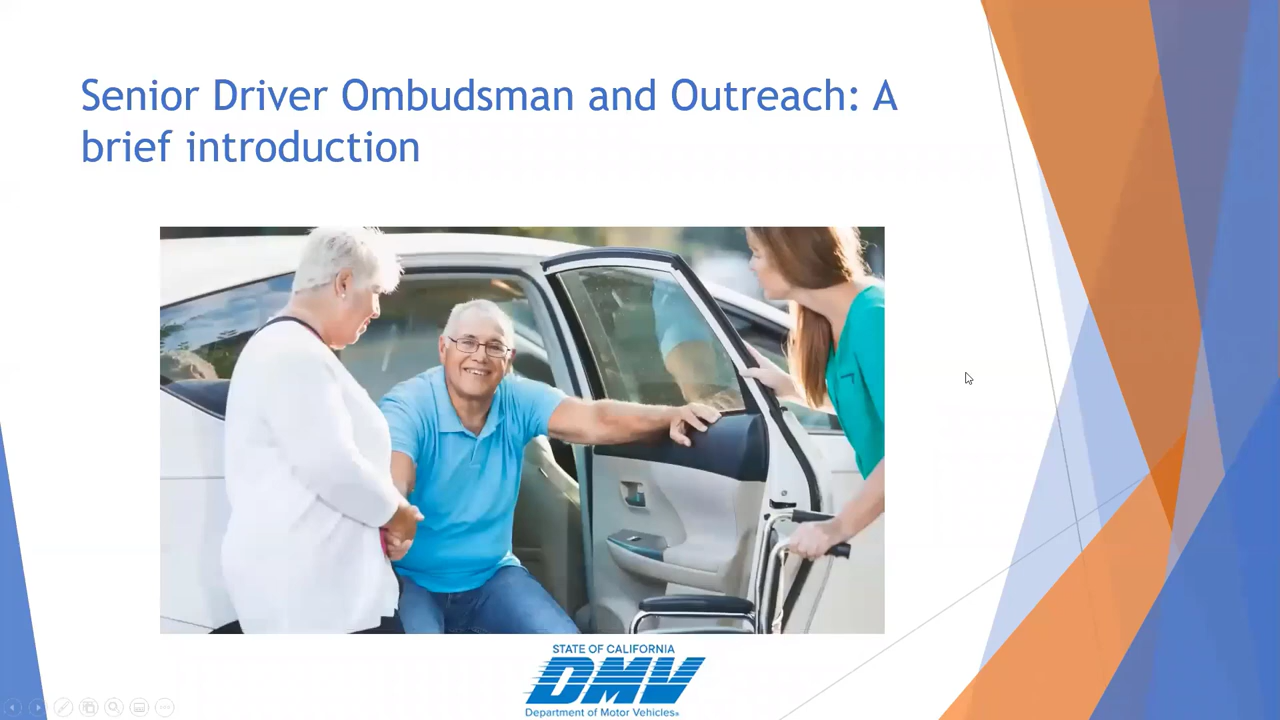 Senior Driver Ombudsman and Outreach: A
brief introduction
STATE OF CALIFORNIA
DMV
Department of Motor Vehicles